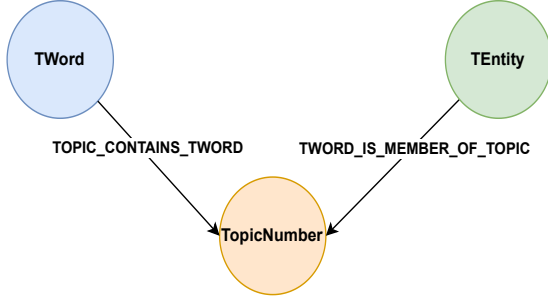 TWord
TEntity
TOPIC_CONTAINS_TWORD
TWORD_IS_MEMBER_OF_TOPIC
TopicNumber